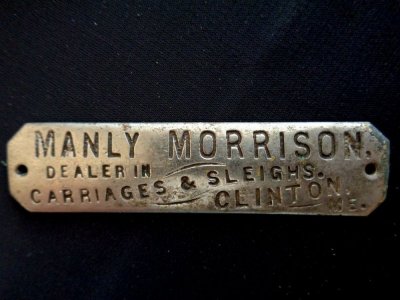 MANLY MORRISON.
DEALER IN
CARRIAGES & SLEIGHS.
CLINTON,
ME.